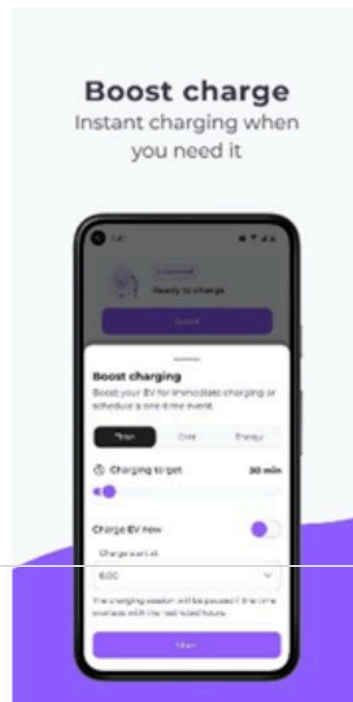 Boost charge
Instant charging when
you need it
Ready to charge
Boost charging
Boost your EV for immediate charging or
schedule a one-time event.
Time Cost Energy
Charging target 30 min
Charge EV now
Charge start at
6:00
The charging session will be paused if the time
overlaps with the restricted hours.
Start